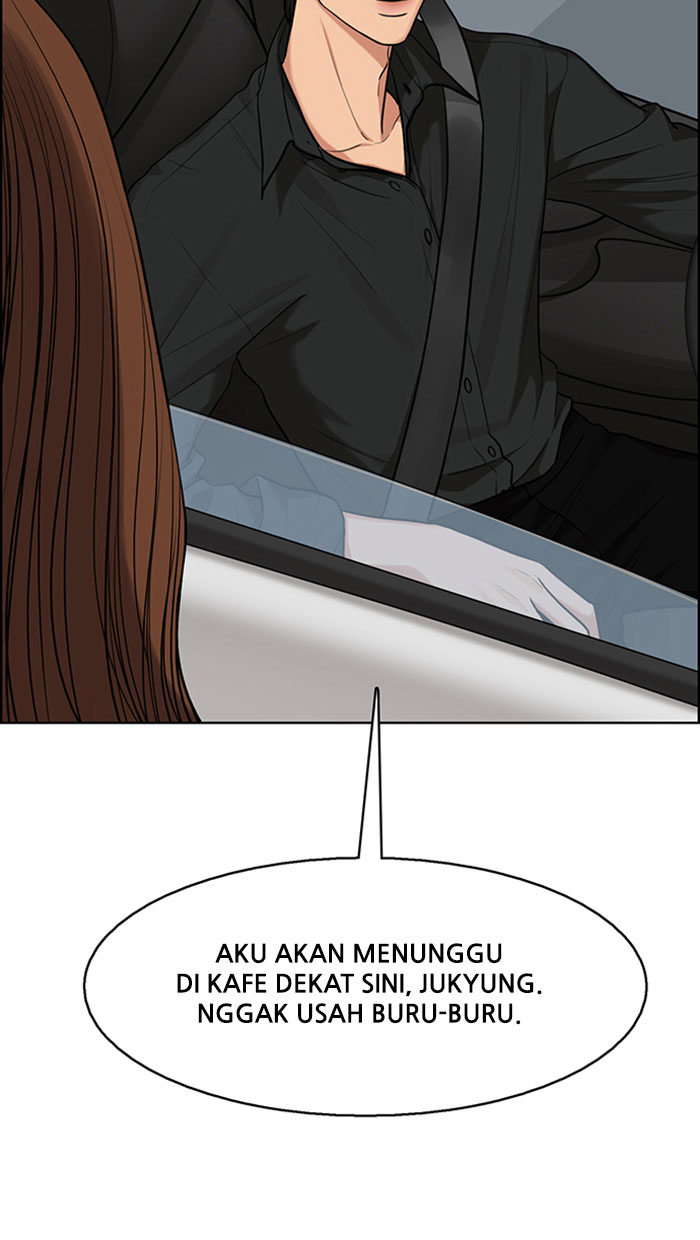 AKU AKAN MENUNGGU
DI KAFE DEKAT SINI, JUKYUNG.
NGGAK USAH BURU-BURU.